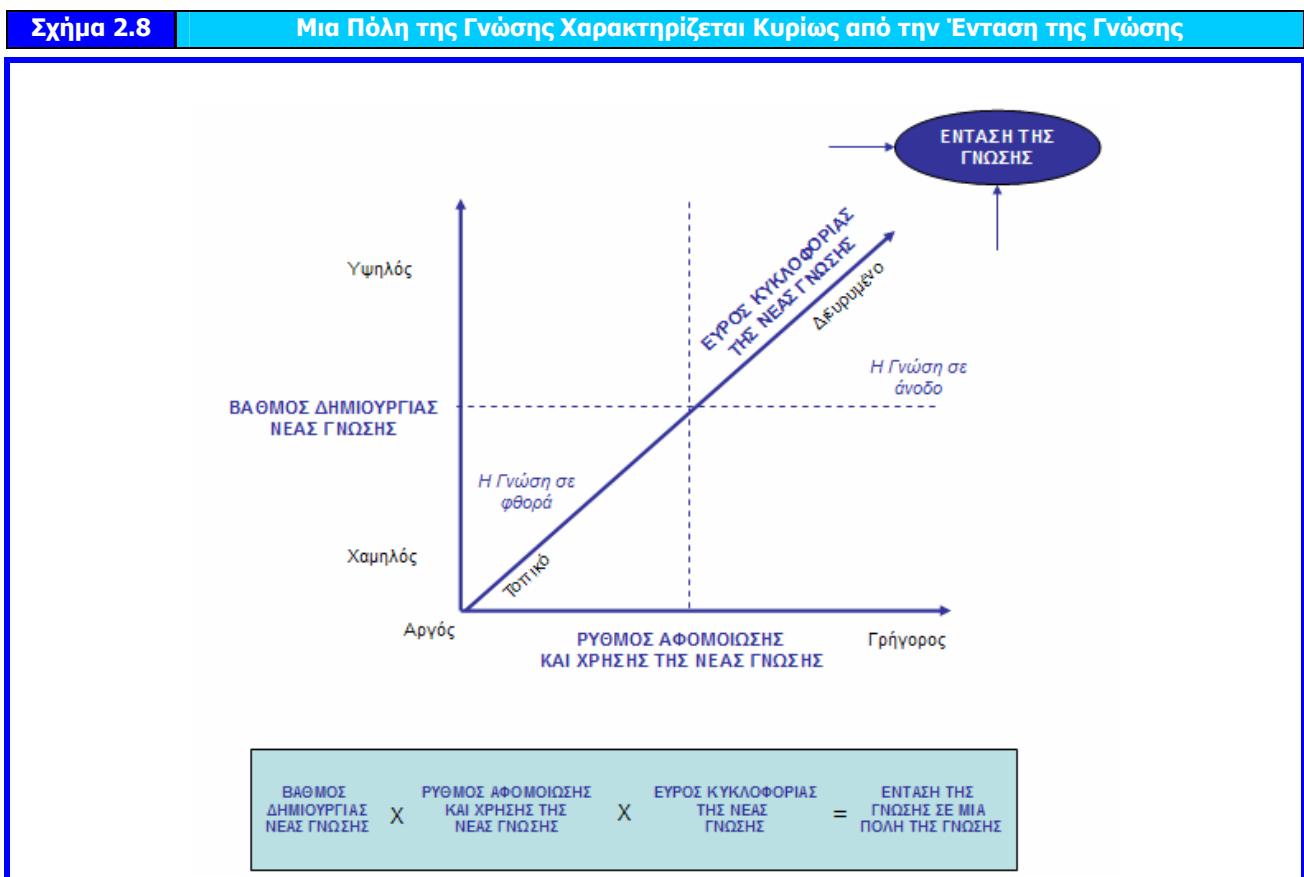 Σχήμα 2.8
Μια Πόλη της Γνώσης Χαρακτηρίζεται Κυρίως από την Ένταση της Γνώσης
ΕΝΤΑΣΗ ΤΗΣ
ΓΝΩΣΗΣ
Υψηλός
ΕΥΡΟΣ ΚΥΚΛΟΦΟΡΙΑΣ
ΤΗΣ ΝΕΑΣ ΓΝΩΣΗΣ
Διευρυμένο
Η Γνώση σε
άνοδο
ΒΑΘΜΟΣ ΔΗΜΙΟΥΡΓΙΑΣ
ΝΕΑΣ ΓΝΩΣΗΣ
Η Γνώση σε
φθορά
Χαμηλός
Τοπικό
Αργός
ΡΥΘΜΟΣ ΑΦΟΜΟΙΩΣΗΣ
ΚΑΙ ΧΡΗΣΗΣ ΤΗΣ ΝΕΑΣ ΓΝΩΣΗΣ
Γρήγορος
ΒΑΘΜΟΣ
ΔΗΜΙΟΥΡΓΙΑΣ
ΝΕΑΣ ΓΝΩΣΗΣ
X
ΡΥΘΜΟΣ ΑΦΟΜΟΙΩΣΗΣ
ΚΑΙ ΧΡΗΣΗΣ ΤΗΣ
ΝΕΑΣ ΓΝΩΣΗΣ
X
ΕΥΡΟΣ ΚΥΚΛΟΦΟΡΙΑΣ
ΤΗΣ ΝΕΑΣ
ΓΝΩΣΗΣ
=
ΕΝΤΑΣΗ ΤΗΣ
ΓΝΩΣΗΣ ΣΕ ΜΙΑ
ΠΟΛΗ ΤΗΣ ΓΝΩΣΗΣ